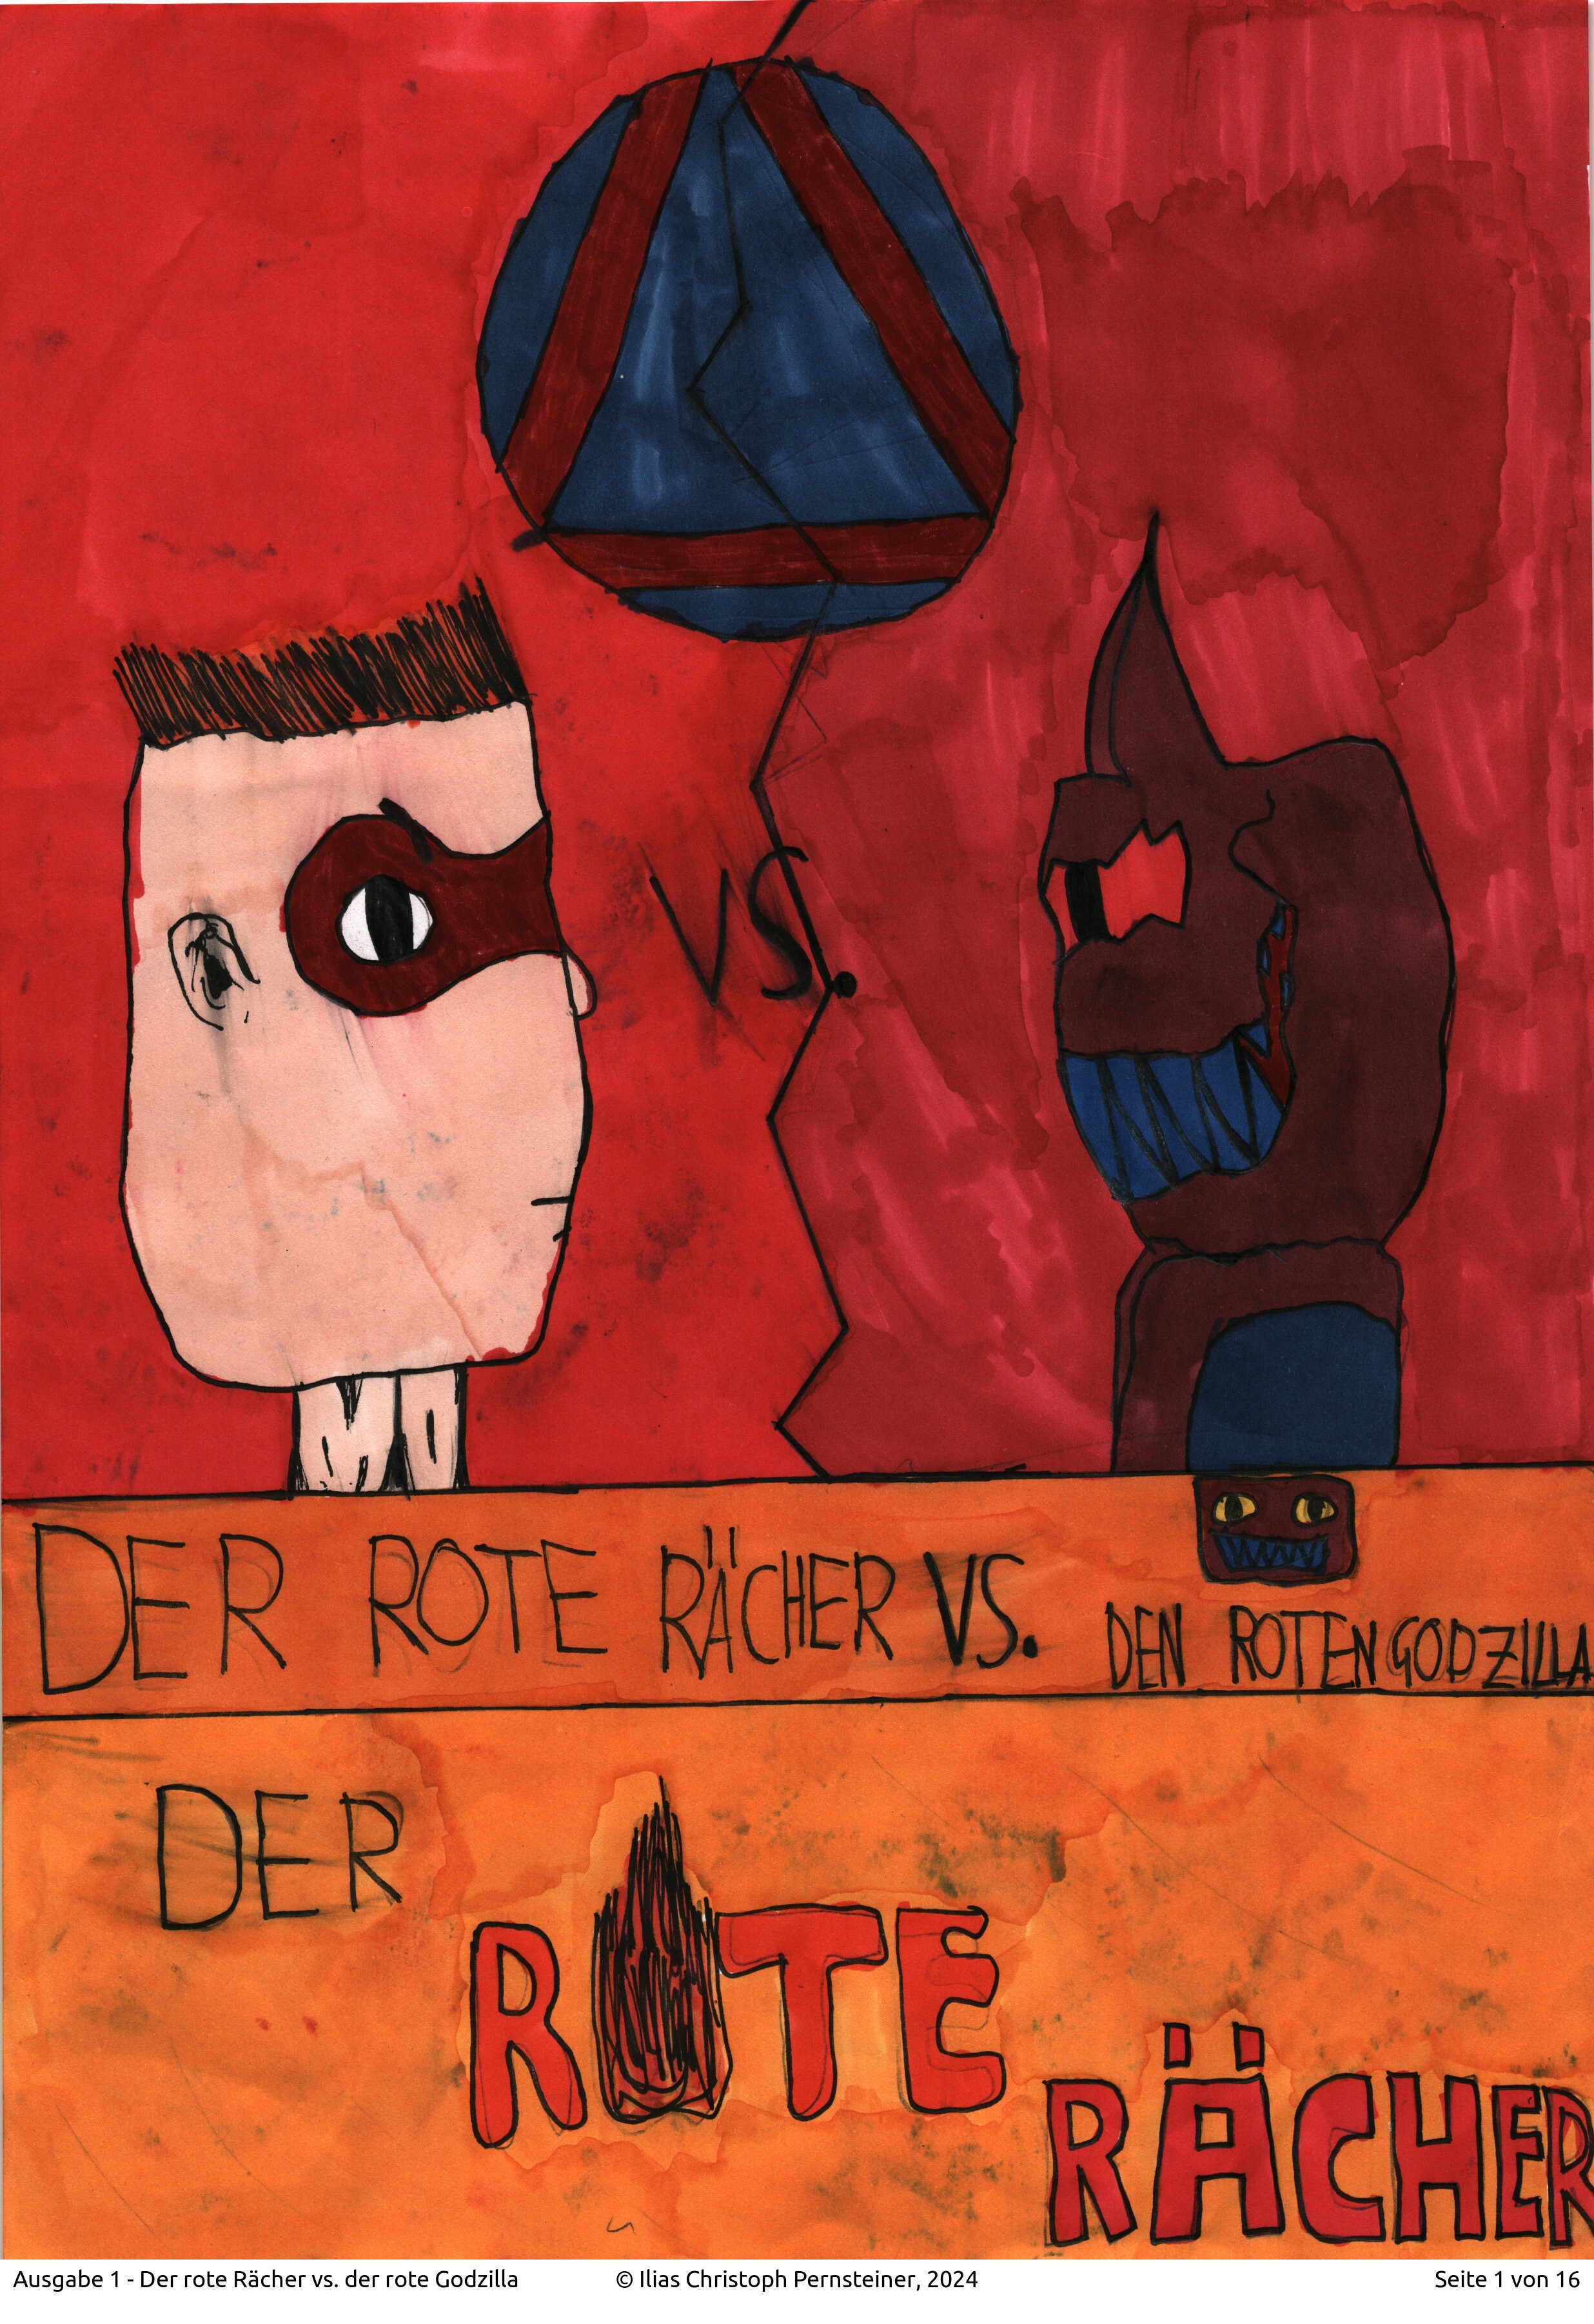 VS.
DER ROTE RÄCHER VS. DEN ROTEN GODZILLA
DER
ROTE
RÄCHER
Ausgabe 1 - Der rote Rächer vs. der rote Godzilla © Ilias Christoph Pernsteiner, 2024 Seite 1 von 16